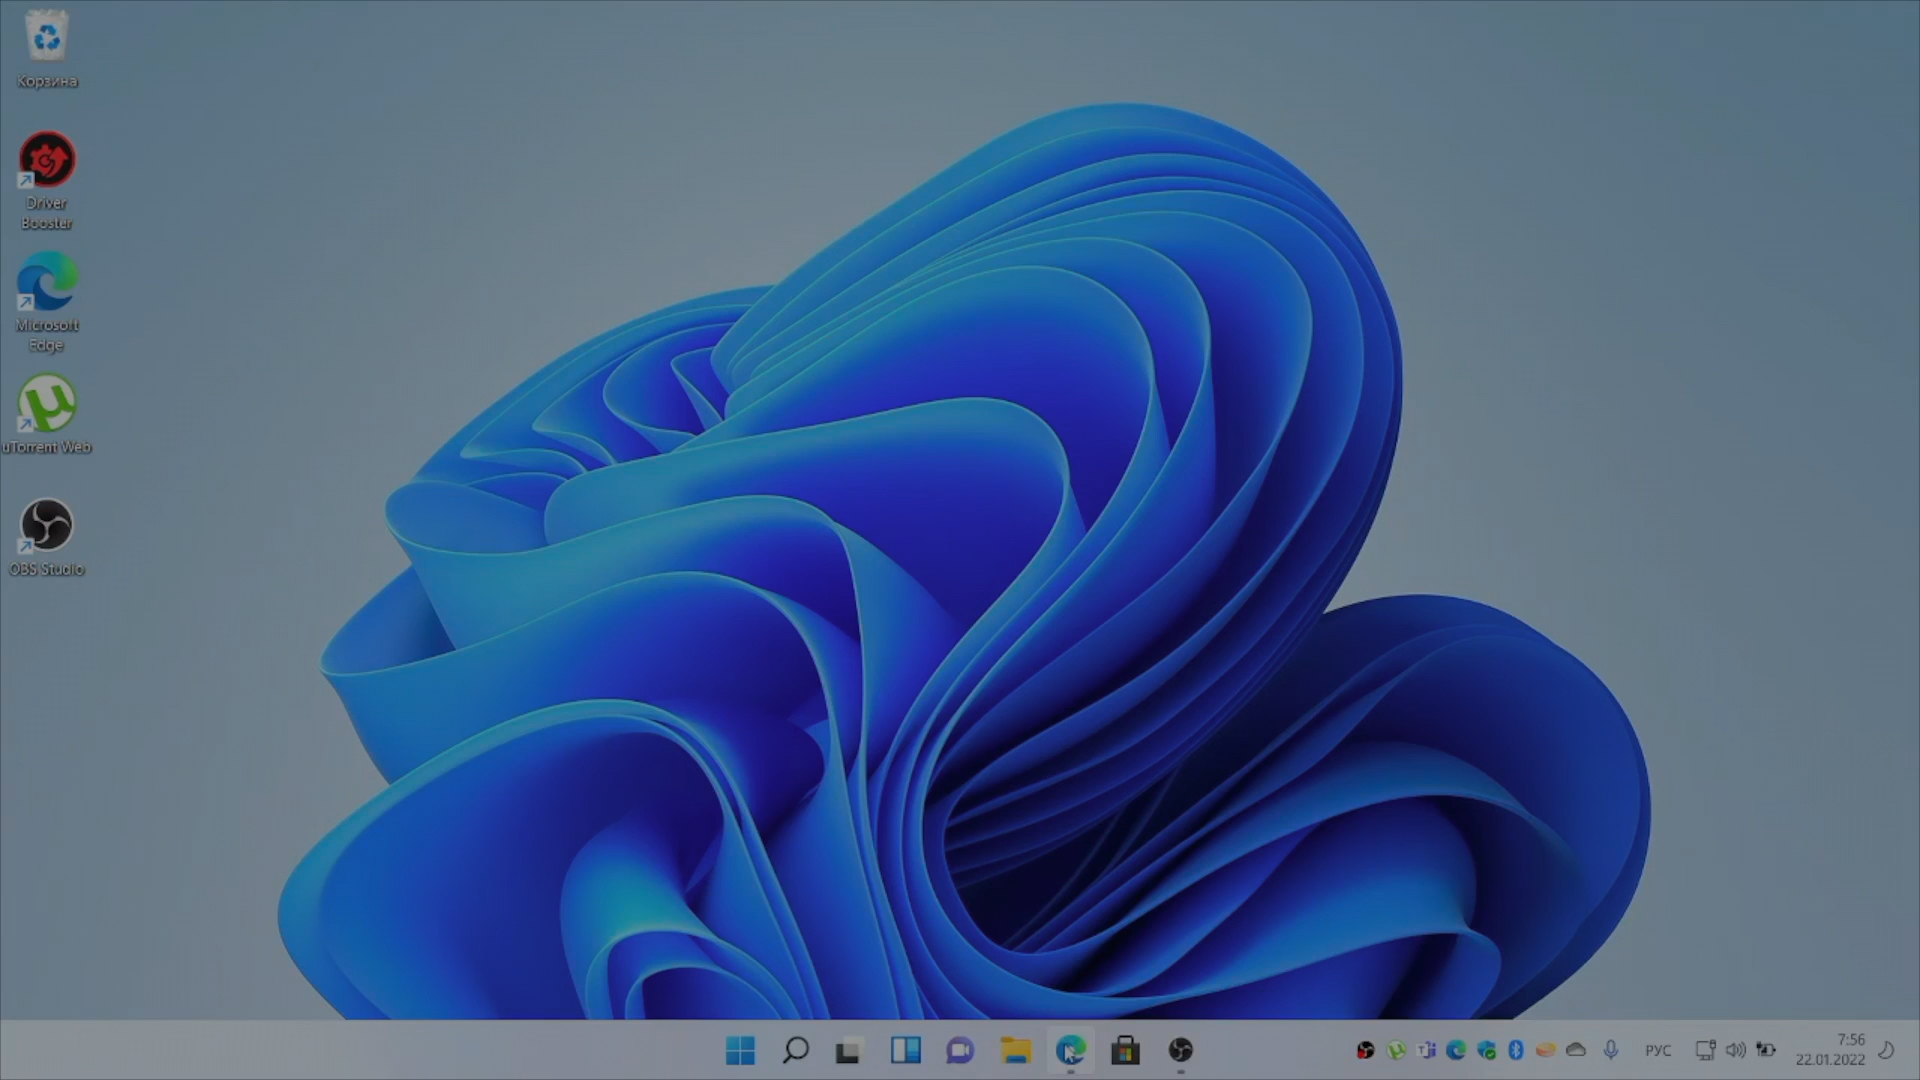 Корзина
Driver
Booster
Microsoft
Edge
uTorrent Web
OBS Studio
РУС
7:56
22.01.2022